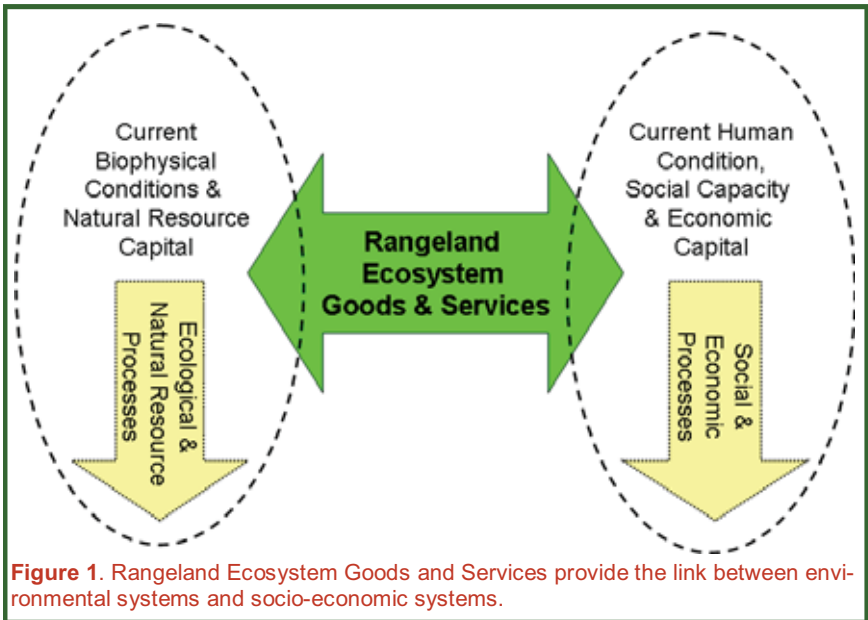 Current
Biophysical
Conditions &
Natural Resource
Capital
Ecological &
Natural Resource
Processes
Rangeland
Ecosystem
Goods & Services
Current Human
Condition,
Social Capacity
& Economic
Capital
Social &
Economic
Processes
Figure 1. Rangeland Ecosystem Goods and Services provide the link between envi-
ronmental systems and socio-economic systems.